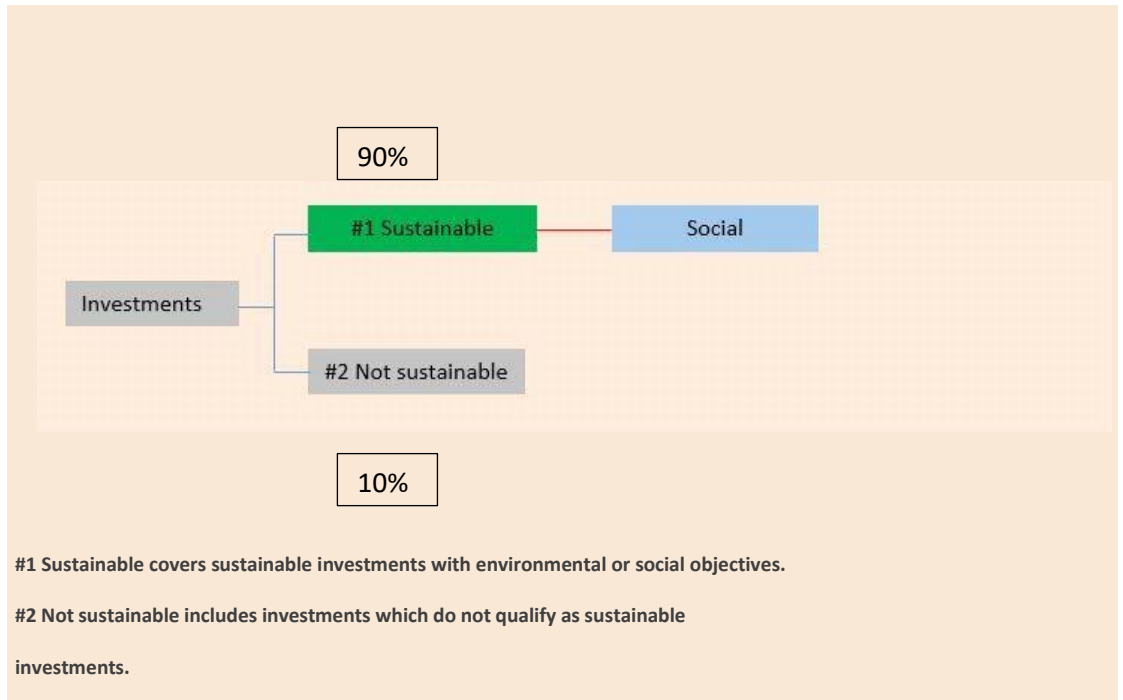 90%
#1 Sustainable
Social
Investments
#2 Not sustainable
10%
#1 Sustainable covers sustainable investments with environmental or social objectives.
#2 Not sustainable includes investments which do not qualify as sustainable
investments.